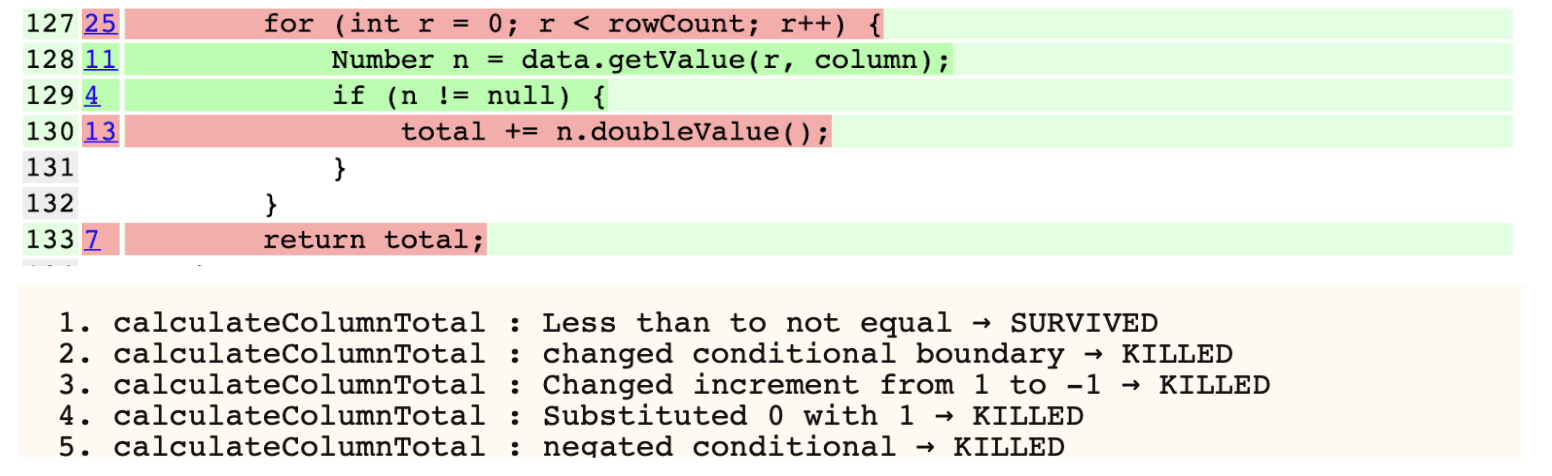 127 25 for (int r = 0; r < rowCount; r++) {
128 11 Number n = data.getValue(r, column);
129 4 if (n != null) {
130 13 total += n.doubleValue();
131 }
132 }
133 7 return total;
1. calculateColumnTotal : Less than to not equal → SURVIVED
2. calculateColumnTotal : changed conditional boundary → KILLED
3. calculateColumnTotal : Changed increment from 1 to -1 → KILLED
4. calculateColumnTotal : Substituted 0 with 1 → KILLED
5. calculateColumnTotal : negated conditional → KILLED